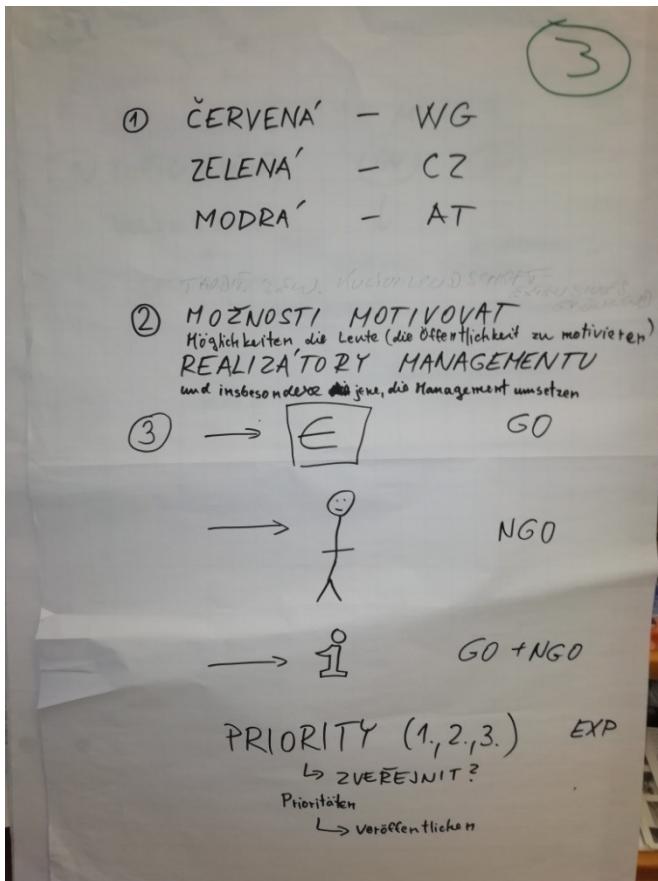 3
① ČERVENÁ – WG
ZELENÁ – CZ
MODRÁ – AT
② MOŽNOSTI MOTIVOVAT
Möglichkeiten die Leute (die Öffentlichkeit zu motivieren)
REALIZÁTORY MANAGEMENTU
und insbesondere jene, die Management umsetzen
③ → € GO
→ NGO
→ i GO + NGO
PRIORITY (1., 2., 3.) EXP
↳ ZVEŘEJNIT?
Prioritäten
↳ veröffentlichen